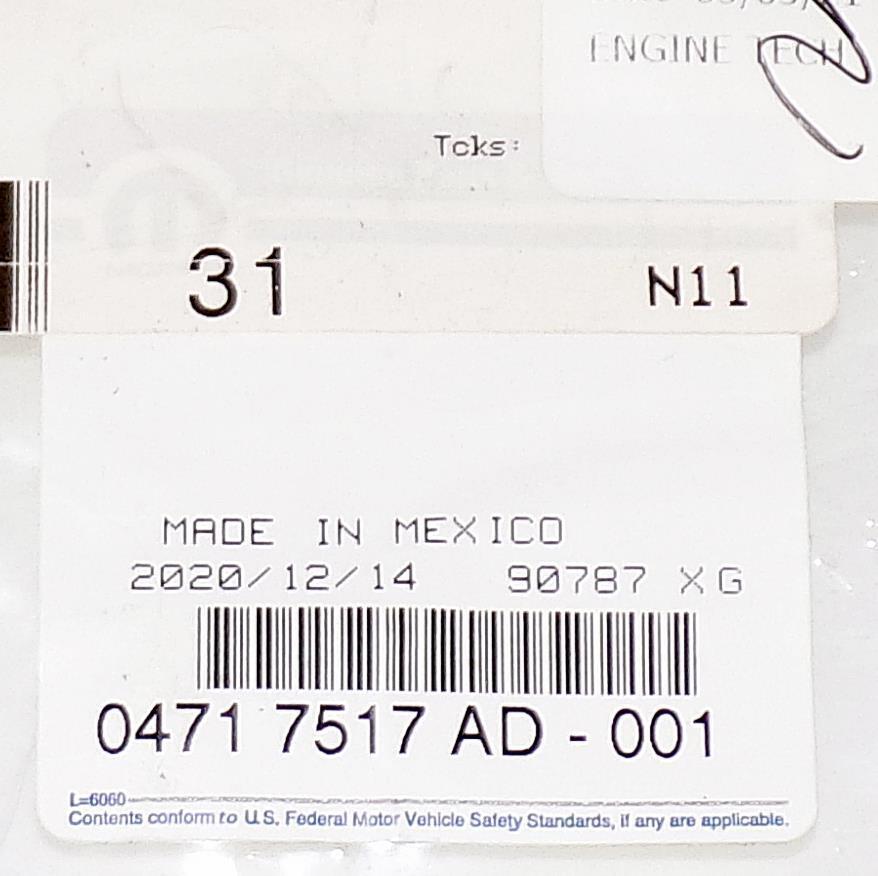 ENGINE TECH
Tcks:
31 N11
MADE IN MEXICO
2020/12/14 90787 XG
0471 7517 AD - 001
L=6060
Contents conform to U.S. Federal Motor Vehicle Safety Standards, if any are applicable.